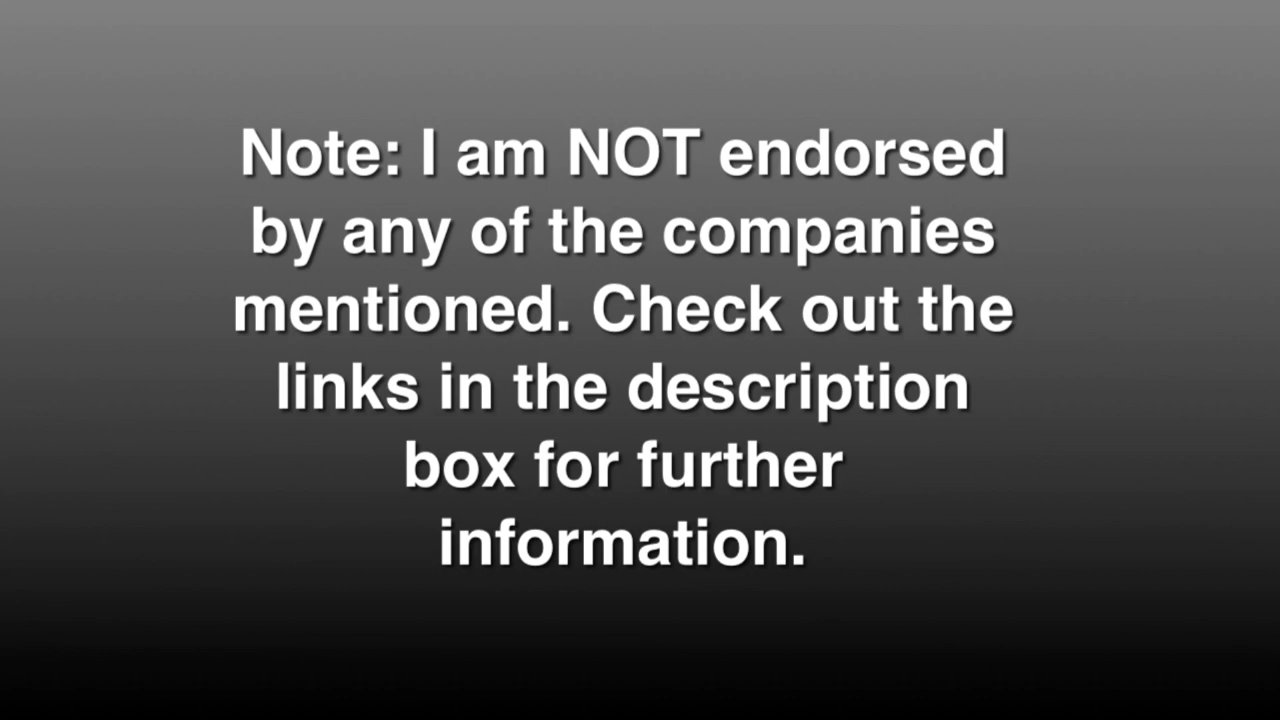 Note: I am NOT endorsed
by any of the companies
mentioned. Check out the
links in the description
box for further
information.